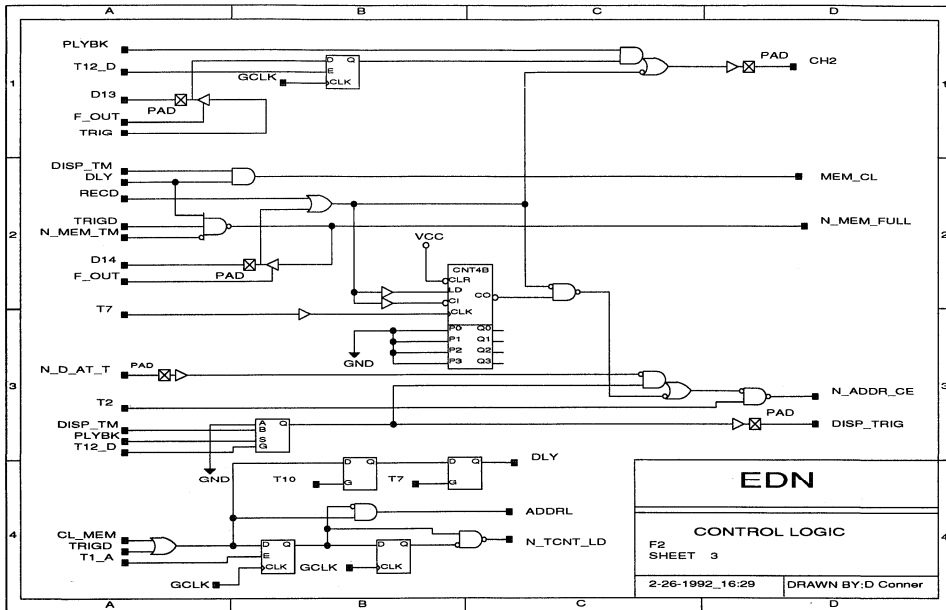 A B C D
PLYBK
T12_D
D Q
E
CLK
GCLK
PAD
CH2
1 1
D13
PAD
F_OUT
TRIG
DISP_TM
DLY
MEM_CL
RECD
TRIGD
N_MEM_TM
N_MEM_FULL
2 2
VCC
D14
PAD
F_OUT
CNT4B
CLR
LD
CI CO
CLK
T7
P0 Q0
P1 Q1
P2 Q2
P3 Q3
GND
N_D_AT_T PAD
3 3
N_ADDR_CE
T2
PAD
DISP_TM
PLYBK
T12_D
A Q
B
S
G
DISP_TRIG
GND
T10
D Q
G
T7
D Q
G
DLY
EDN
ADDRL
4 4
CL_MEM
TRIGD
T1_A
D Q
E
CLK
GCLK
D Q
CLK
GCLK
N_TCNT_LD
CONTROL LOGIC
F2
SHEET 3
2-26-1992_16:29 DRAWN BY:D Conner
A B C D